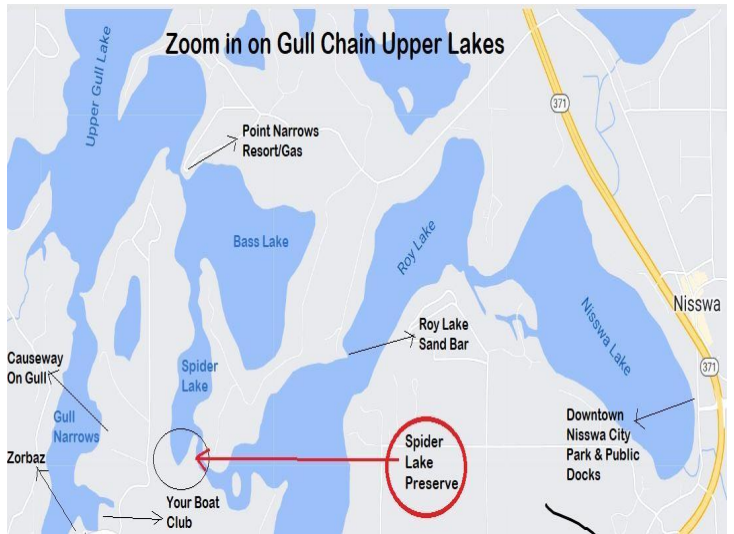 Zoom in on Gull Chain Upper Lakes
Upper Gull Lake
371
Point Narrows
Resort/Gas
Bass Lake
Roy Lake
Nisswa
Nisswa Lake
Roy Lake
Sand Bar
Causeway
On Gull
Spider
Lake
371
Gull
Narrows
Downtown
Nisswa City
Park & Public
Docks
Spider
Lake
Preserve
Zorbaz
Your Boat
Club